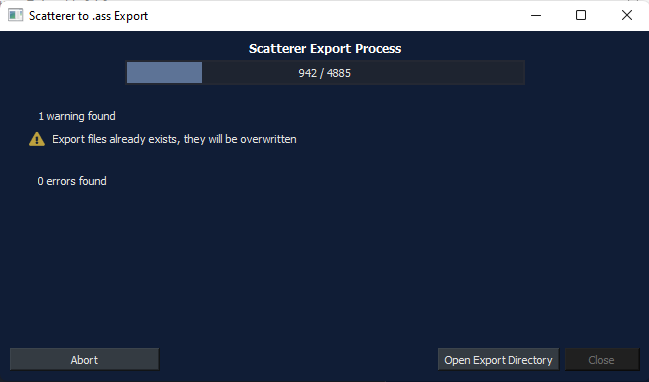 Scatterer to .ass Export
Scatterer Export Process
942 / 4885
1 warning found
Export files already exists, they will be overwritten
0 errors found
Abort
Open Export Directory
Close